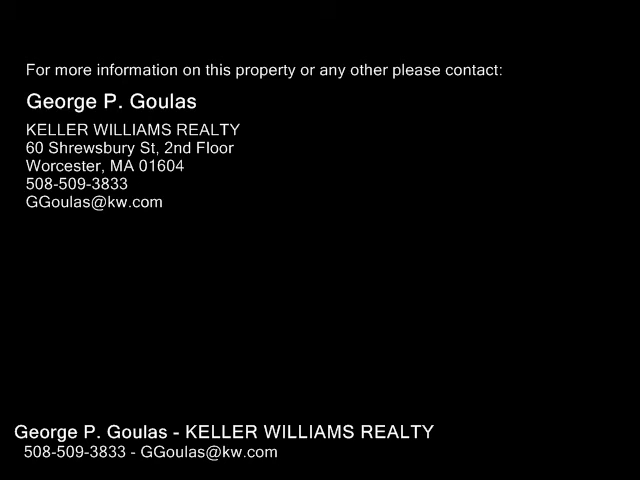 For more information on this property or any other please contact:
George P. Goulas
KELLER WILLIAMS REALTY
60 Shrewsbury St, 2nd Floor
Worcester, MA 01604
508-509-3833
GGoulas@kw.com
George P. Goulas - KELLER WILLIAMS REALTY
508-509-3833 - GGoulas@kw.com